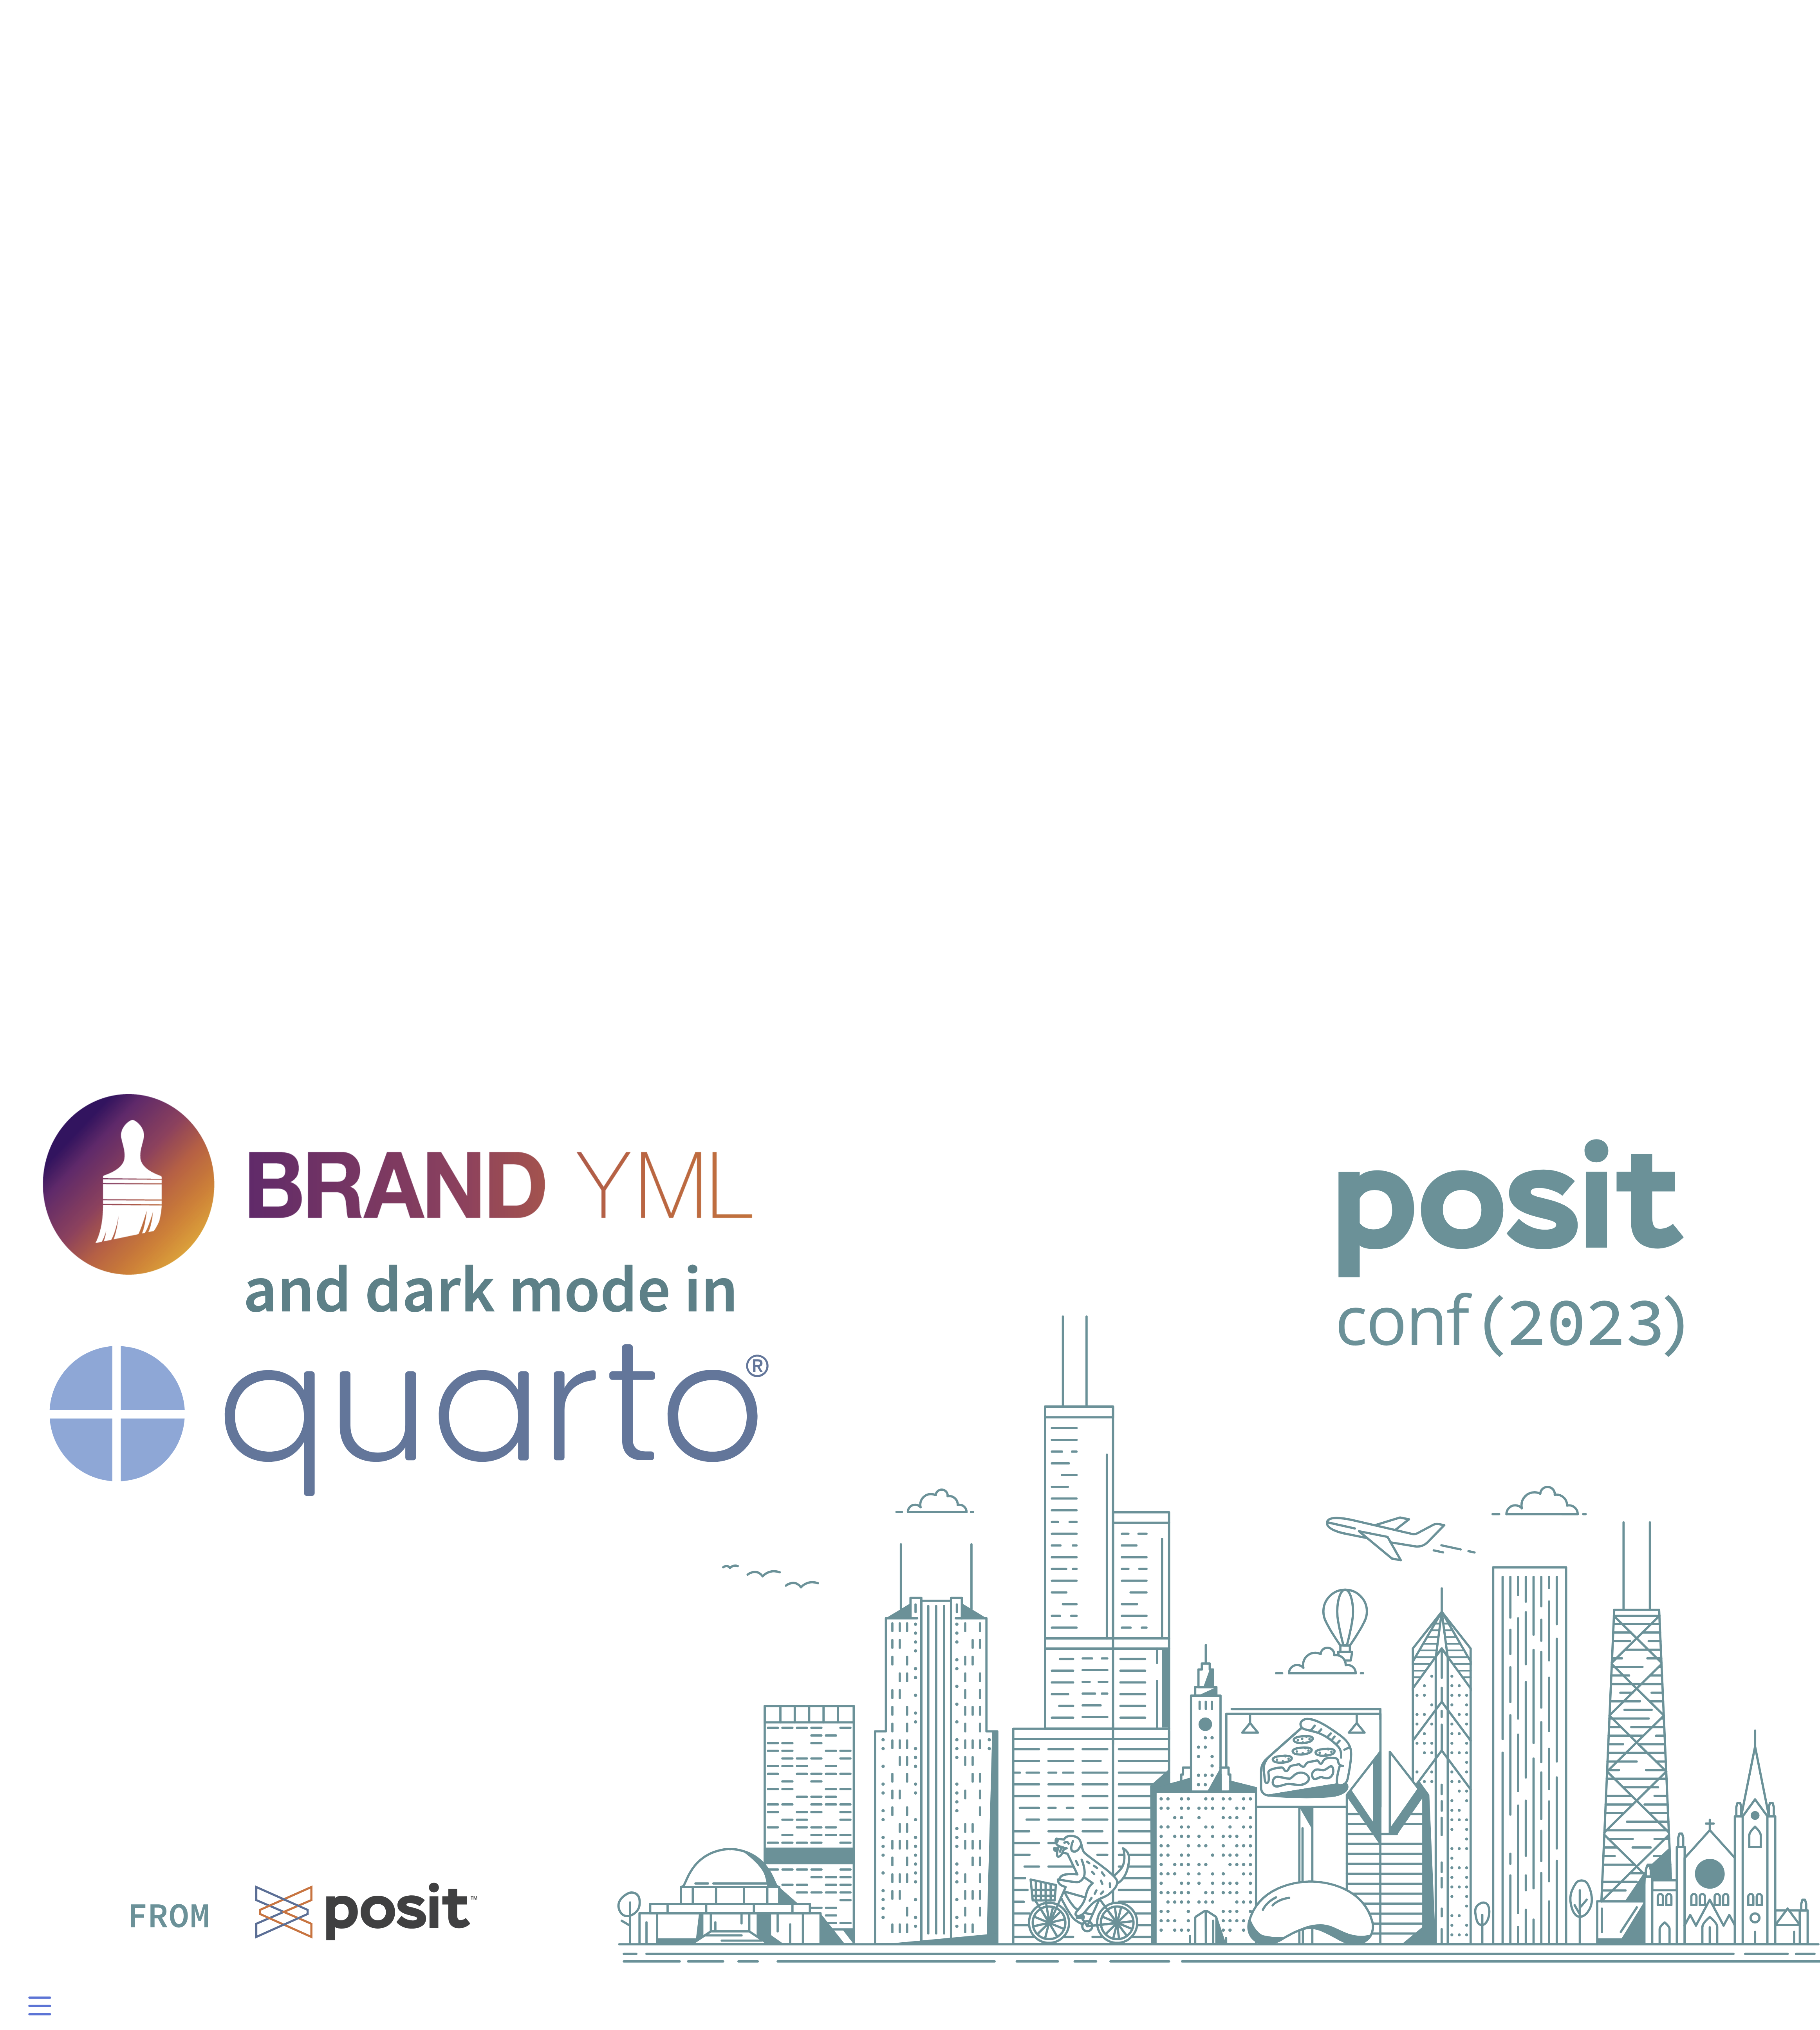 BRAND YML
and dark mode in
quarto®
posit
conf(2023)
FROM posit™